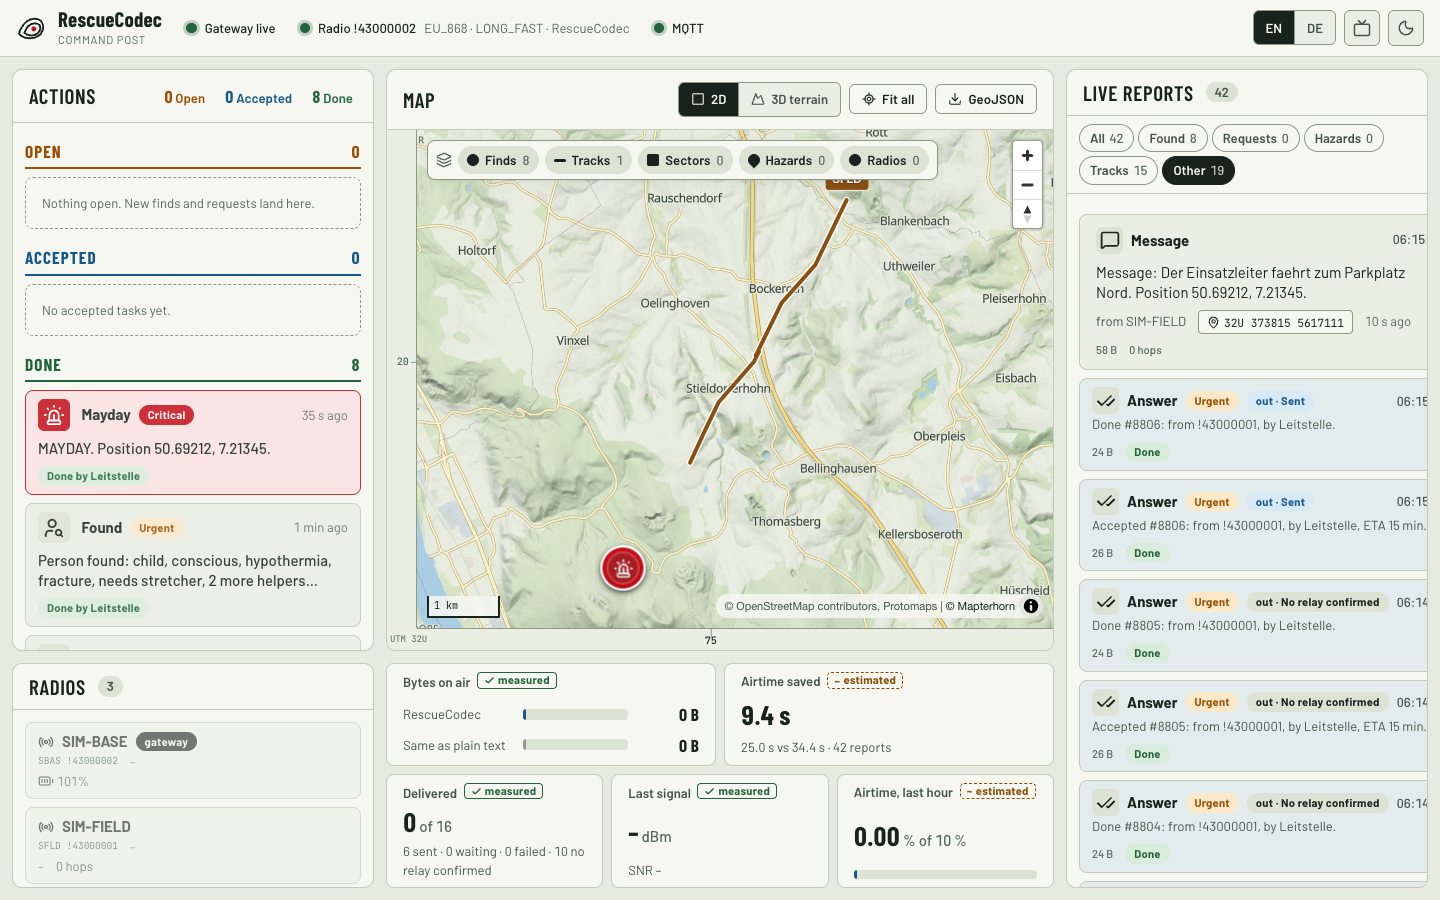 RescueCodec
COMMAND POST
Gateway live
Radio !43000002 EU_868 · LONG_FAST · RescueCodec
MQTT
EN DE
ACTIONS
0 Open 0 Accepted 8 Done
OPEN 0
Nothing open. New finds and requests land here.
ACCEPTED 0
No accepted tasks yet.
DONE 8
Mayday Critical 35 s ago
MAYDAY. Position 50.69212, 7.21345.
Done by Leitstelle
Found Urgent 1 min ago
Person found: child, conscious, hypothermia,
fracture, needs stretcher, 2 more helpers...
Done by Leitstelle
RADIOS 3
SIM-BASE gateway
SBAS !43000002 –
101%
SIM-FIELD
SFLD !43000001 –
– 0 hops
MAP
2D 3D terrain Fit all GeoJSON
R
Rott
Finds 8 Tracks 1 Sectors 0 Hazards 0 Radios 0
Rauschendorf
Blankenbach
Holtorf
Uthweiler
Bockeroth
Oelinghoven
Pleiserhohn
Vinxel
20
Eisbach
Stieldorferhohn
Oberpleis
Bellinghausen
Thomasberg
Kellersboseroth
Hüscheid
1 km
© OpenStreetMap contributors, Protomaps | © Mapterhorn
UTM 32U
75
Bytes on air measured
RescueCodec 0 B
Same as plain text 0 B
Airtime saved ~ estimated
9.4 s
25.0 s vs 34.4 s · 42 reports
Delivered measured
0 of 16
6 sent · 0 waiting · 0 failed · 10 no
relay confirmed
Last signal measured
– dBm
SNR –
Airtime, last hour ~ estimated
0.00 % of 10 %
LIVE REPORTS 42
All 42 Found 8 Requests 0 Hazards 0
Tracks 15 Other 19
Message 06:15
Message: Der Einsatzleiter faehrt zum Parkplatz
Nord. Position 50.69212, 7.21345.
from SIM-FIELD 32U 373815 5617111 10 s ago
58 B 0 hops
Answer Urgent out · Sent 06:15
Done #8806: from !43000001, by Leitstelle.
24 B Done
Answer Urgent out · Sent 06:15
Accepted #8806: from !43000001, by Leitstelle, ETA 15 min.
26 B Done
Answer Urgent out · No relay confirmed 06:14
Done #8805: from !43000001, by Leitstelle.
24 B Done
Answer Urgent out · No relay confirmed 06:14
Accepted #8805: from !43000001, by Leitstelle, ETA 15 min.
26 B Done
Answer Urgent out · No relay confirmed 06:14
Done #8804: from !43000001, by Leitstelle.
24 B Done